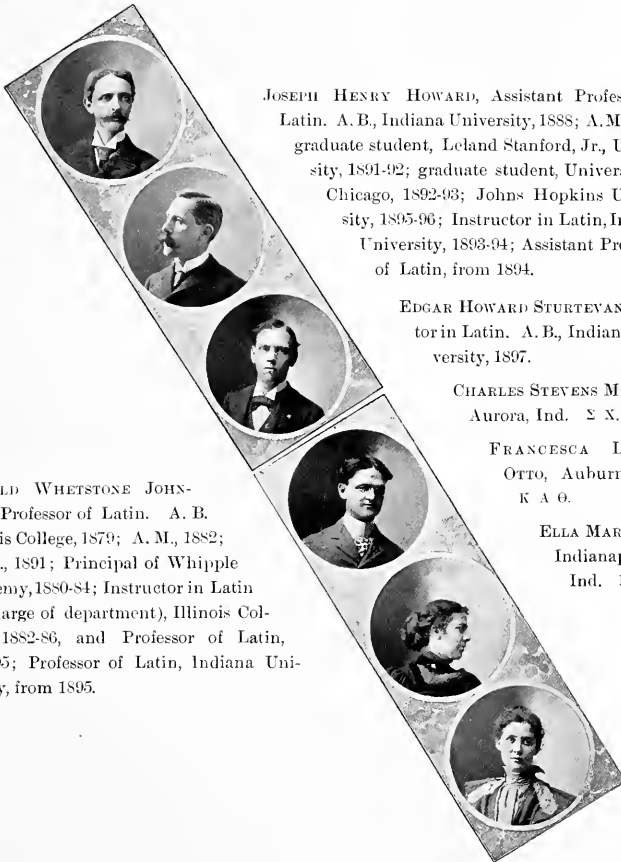 JOSEPH HENRY HOWARD, Assistant Profes
Latin. A. B., Indiana University, 1888; A. M
graduate student, Leland Stanford, Jr., U
sity, 1891-92; graduate student, Univers
Chicago, 1892-93; Johns Hopkins U
sity, 1895-96; Instructor in Latin, In
University, 1893-94; Assistant Pro
of Latin, from 1894.
EDGAR HOWARD STURTEVAN
tor in Latin. A. B., Indian
versity, 1897.
CHARLES STEVENS M
Aurora, Ind. Σ X.
FRANCESCA L
OTTO, Auburn
K A Θ.
ELLA MAR
Indianap
Ind.
LD WHETSTONE JOHN-
Professor of Latin. A. B.
is College, 1879; A. M., 1882;
., 1891; Principal of Whipple
emy, 1880-84; Instructor in Latin
arge of department), Illinois Col-
1882-86, and Professor of Latin,
5; Professor of Latin, Indiana Uni-
y, from 1895.